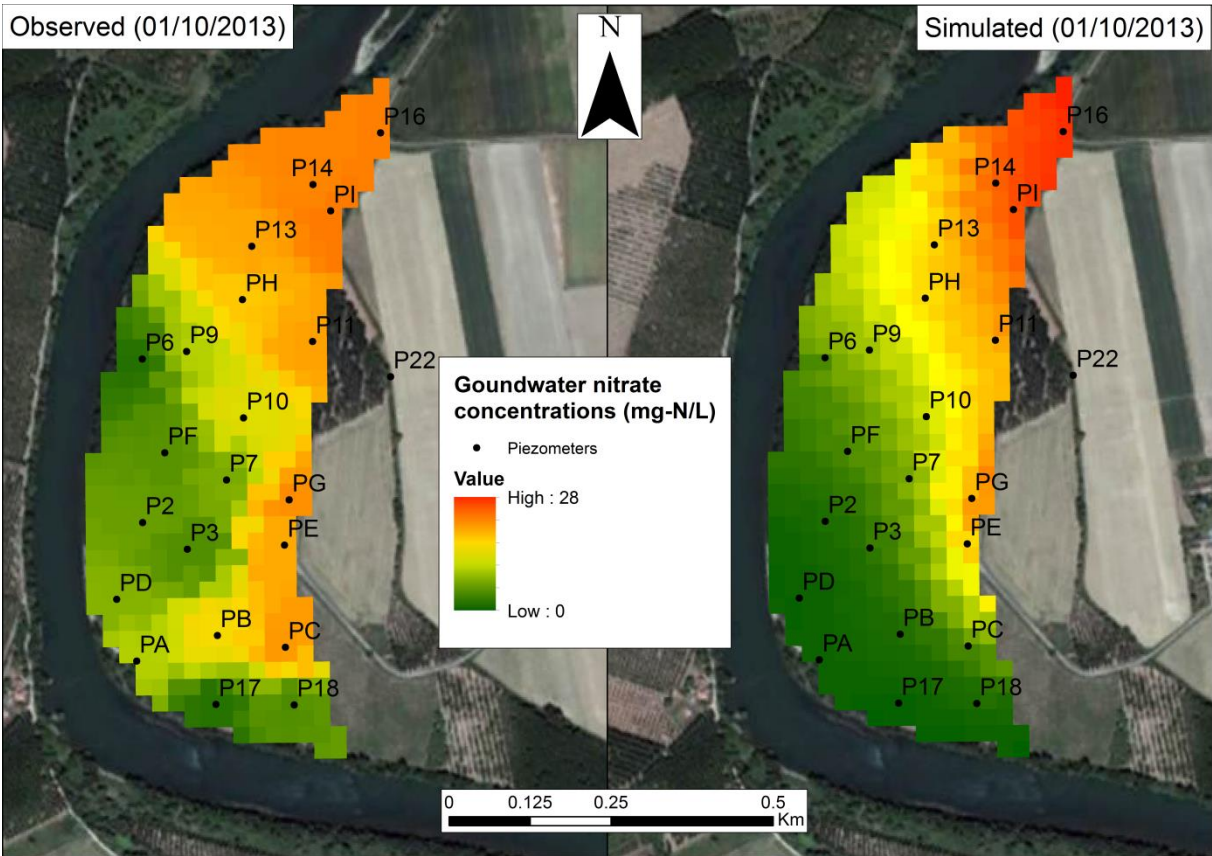 Observed (01/10/2013)
N
Simulated (01/10/2013)
P16
P14
PI
P13
PH
P11
P6
P9
P22
P10
PF
P7
PG
P2
PE
P3
PD
PB
PC
PA
P17
P18
P16
P14
PI
P13
PH
P11
P6
P9
P22
P10
PF
P7
PG
P2
PE
P3
PD
PB
PC
PA
P17
P18
Goundwater nitrate
concentrations (mg-N/L)
Piezometers
Value
High : 28
Low : 0
0 0.125 0.25 0.5
Km